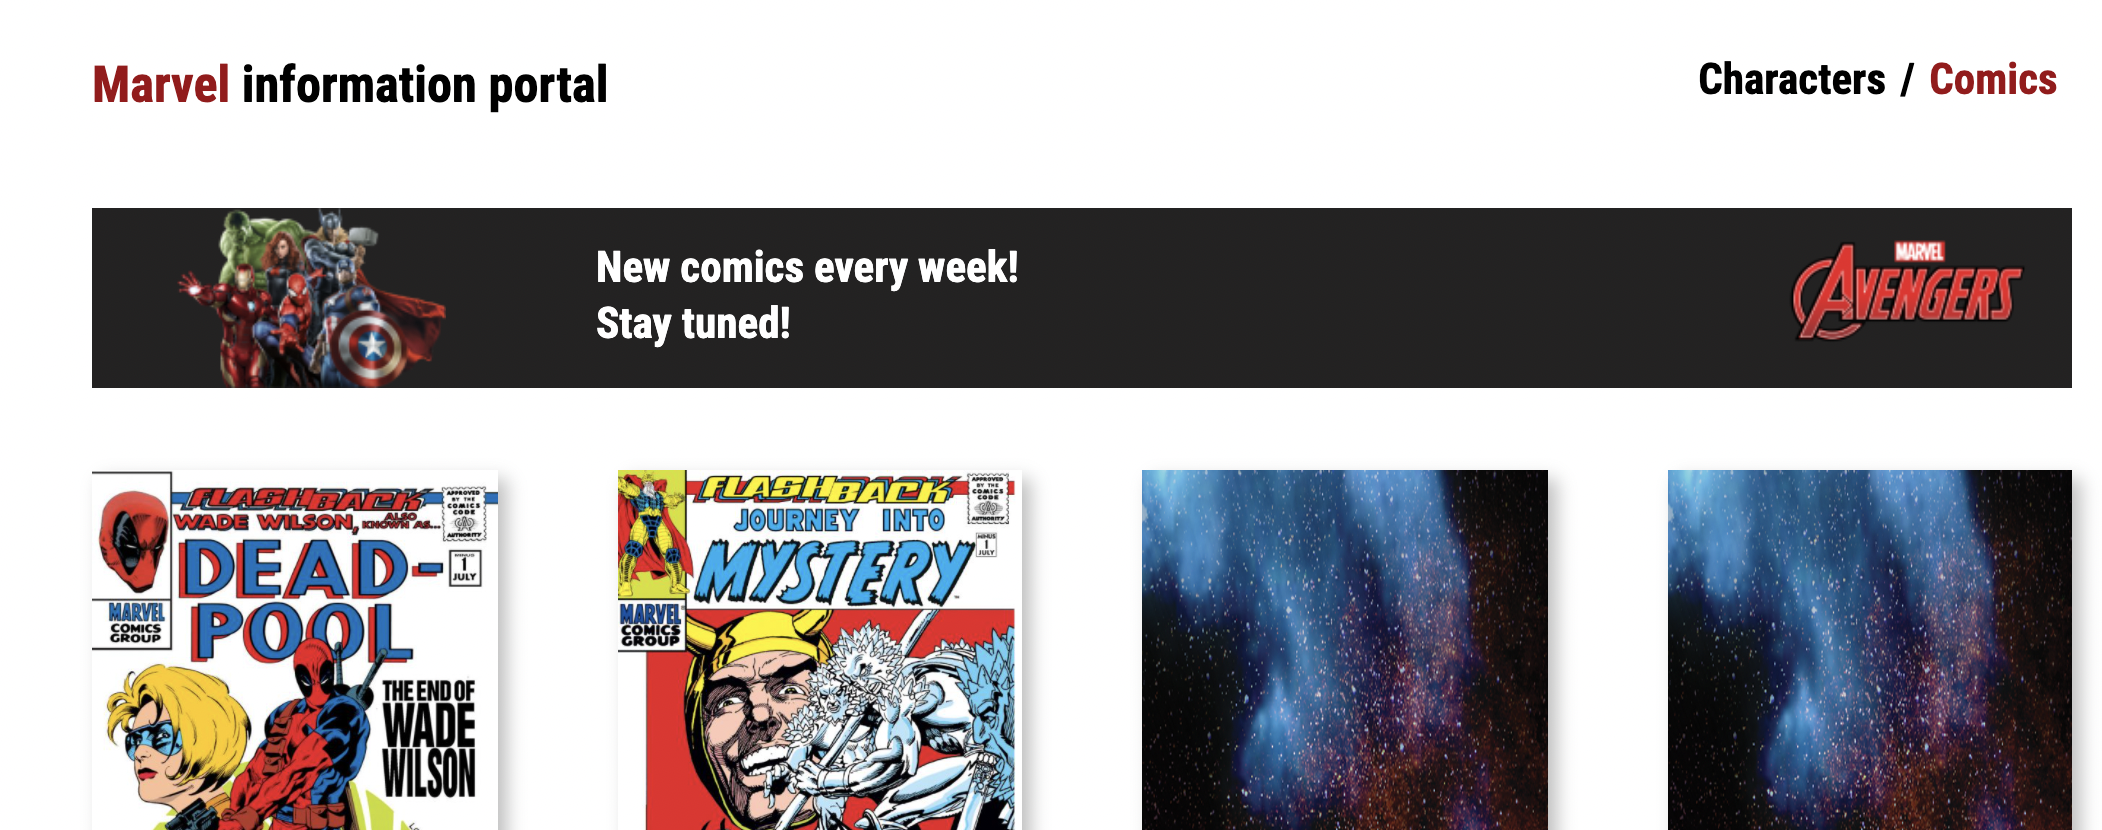 Marvel information portal
Characters / Comics
New comics every week!
Stay tuned!
MARVEL
AVENGERS
FLASHBACK
WADE WILSON, ALSO KNOWN AS...
DEAD-
POOL
APPROVED
BY THE
COMICS
CODE
AUTHORITY
MINUS
1
JULY
MARVEL
COMICS
GROUP
THE END OF
WADE
WILSON
FLASHBACK
JOURNEY INTO
MYSTERY
APPROVED
BY THE
COMICS
CODE
AUTHORITY
MINUS
1
JULY
MARVEL
COMICS
GROUP